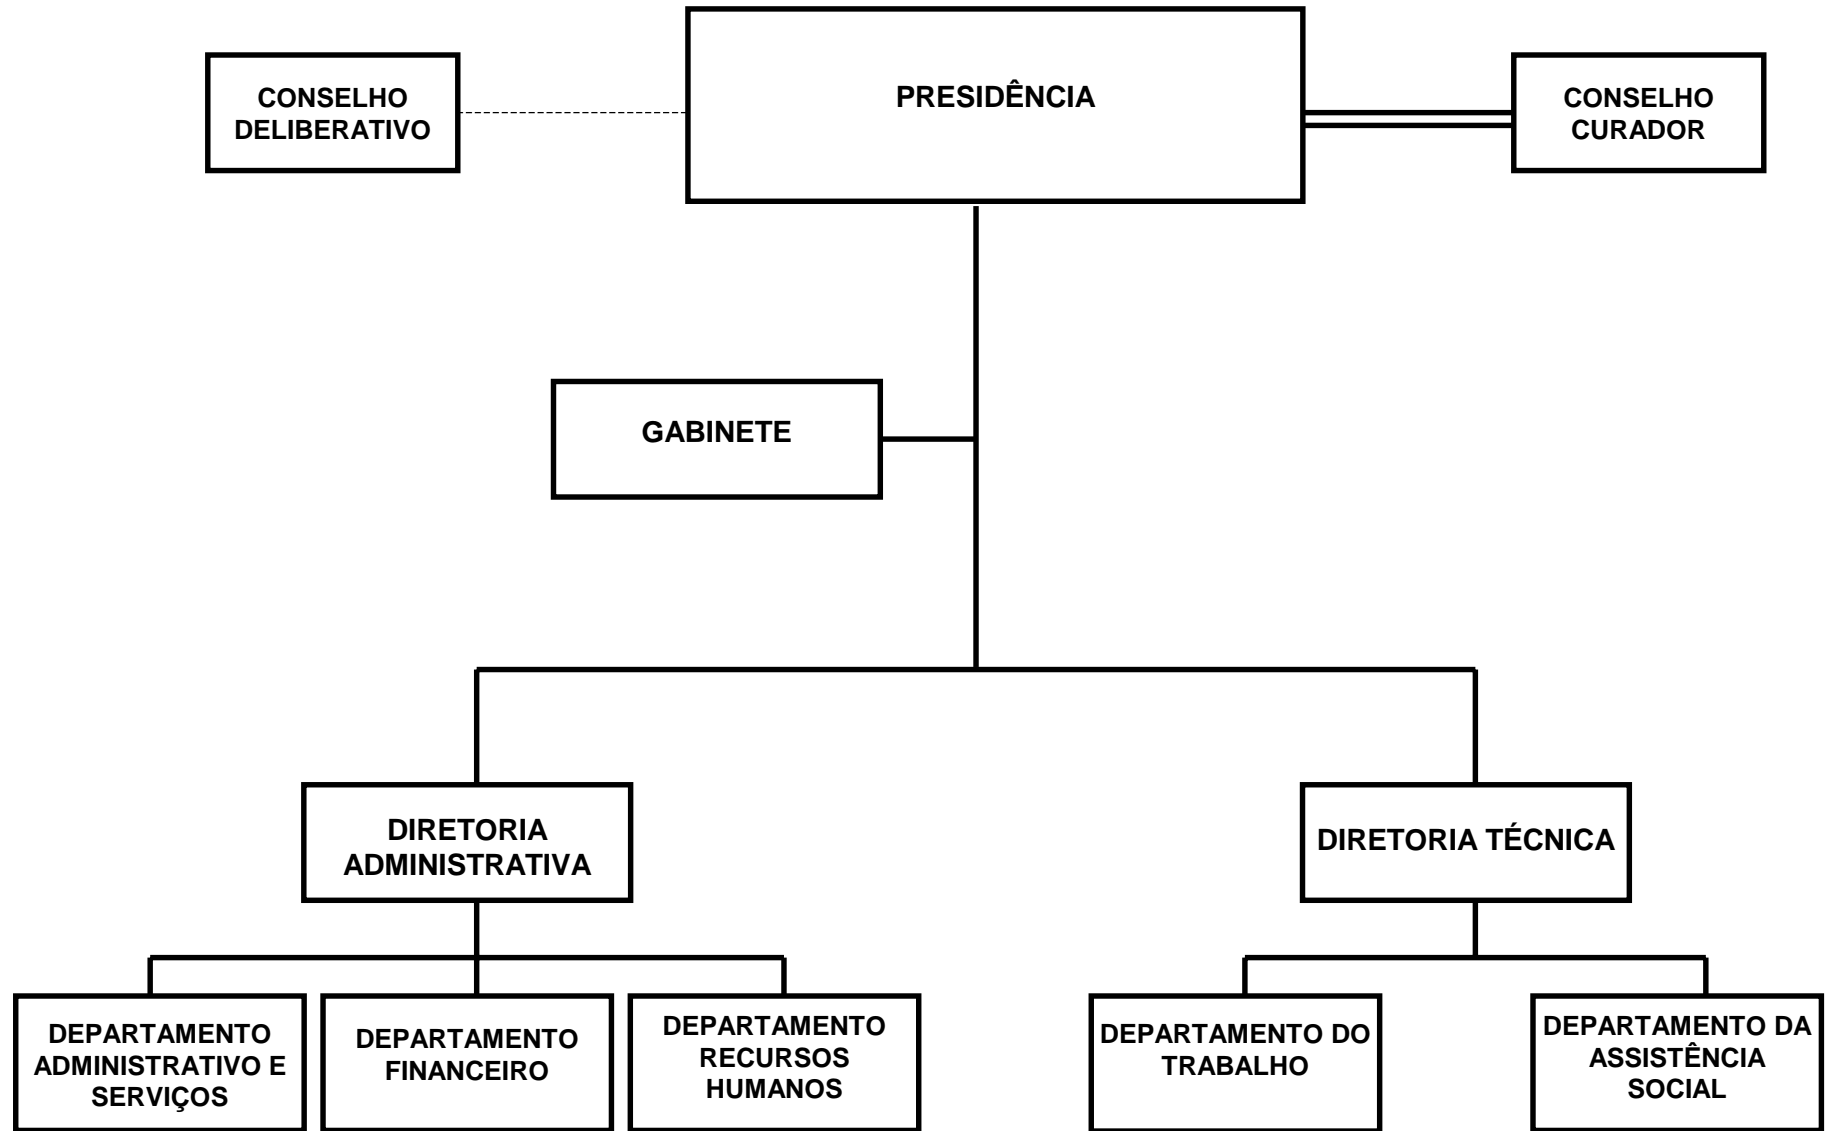 PRESIDÊNCIA
CONSELHO
DELIBERATIVO
CONSELHO
CURADOR
GABINETE
DIRETORIA
ADMINISTRATIVA
DIRETORIA TÉCNICA
DEPARTAMENTO
ADMINISTRATIVO E
SERVIÇOS
DEPARTAMENTO
FINANCEIRO
DEPARTAMENTO
RECURSOS
HUMANOS
DEPARTAMENTO DO
TRABALHO
DEPARTAMENTO DA
ASSISTÊNCIA
SOCIAL